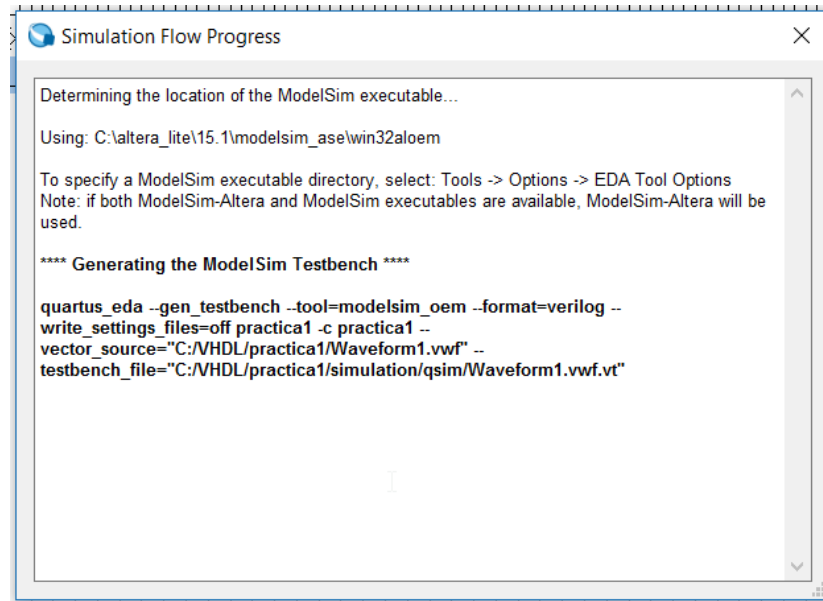 Simulation Flow Progress
Determining the location of the ModelSim executable...
Using: C:\altera_lite\15.1\modelsim_ase\win32aloem
To specify a ModelSim executable directory, select: Tools -> Options -> EDA Tool Options
Note: if both ModelSim-Altera and ModelSim executables are available, ModelSim-Altera will be
used.
**** Generating the ModelSim Testbench ****
quartus_eda --gen_testbench --tool=modelsim_oem --format=verilog --
write_settings_files=off practica1 -c practica1 --
vector_source="C:/VHDL/practica1/Waveform1.vwf" --
testbench_file="C:/VHDL/practica1/simulation/qsim/Waveform1.vwf.vt"